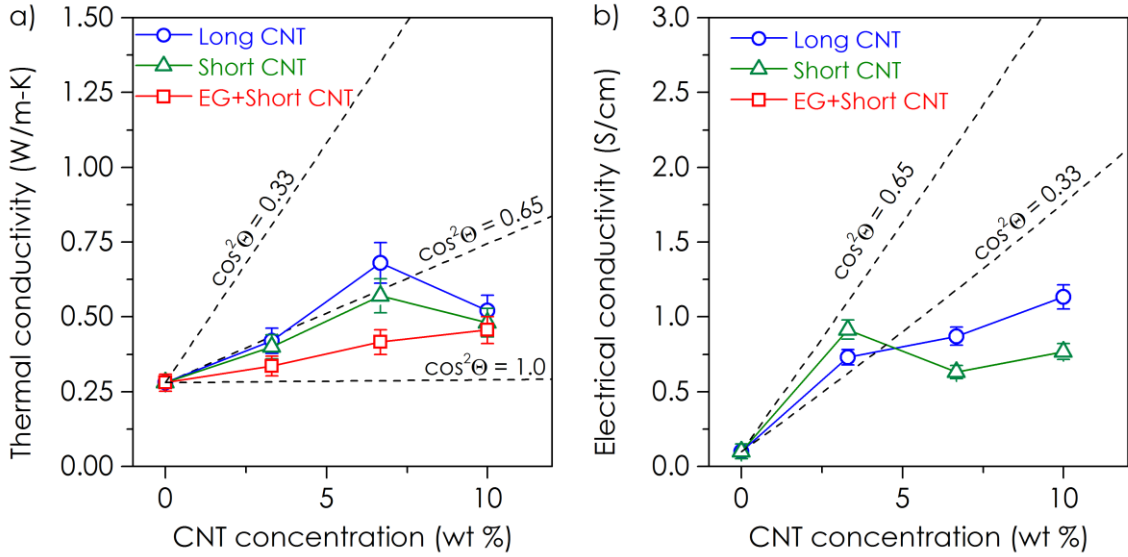 a)
Thermal conductivity (W/m-K)
1.50
1.25
1.00
0.75
0.50
0.25
0.00
Long CNT
Short CNT
EG+Short CNT
cos²Θ = 0.33
cos²Θ = 0.65
cos²Θ = 1.0
0
5
10
CNT concentration (wt %)
b)
Electrical conductivity (S/cm)
3.0
2.5
2.0
1.5
1.0
0.5
0.0
Long CNT
Short CNT
EG+Short CNT
cos²Θ = 0.65
cos²Θ = 0.33
0
5
10
CNT concentration (wt %)